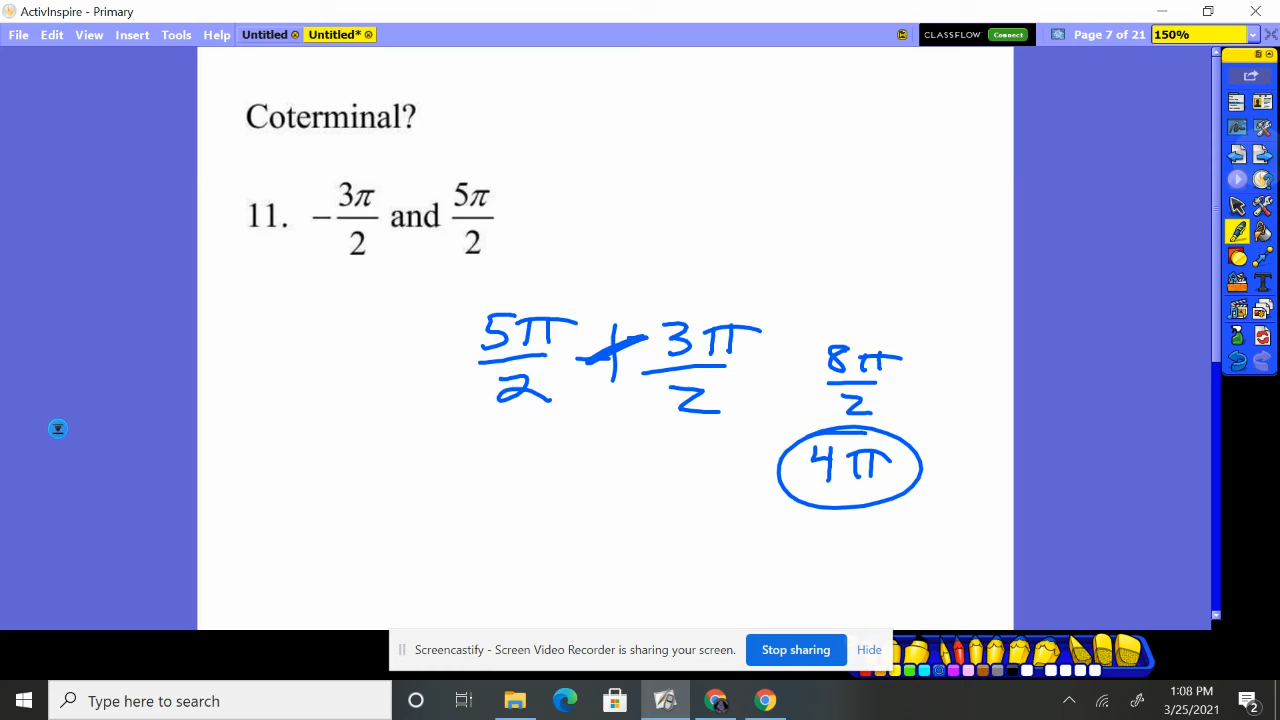 ActivInspire - Primary
File Edit View Insert Tools Help Untitled Untitled* CLASSFLOW Connect Page 7 of 21 150%
Coterminal?
11. -3π/2 and 5π/2
5π/2 + 3π/2 8π/2
4π
Screencastify - Screen Video Recorder is sharing your screen. Stop sharing Hide
Type here to search
1:08 PM
3/25/2021
2